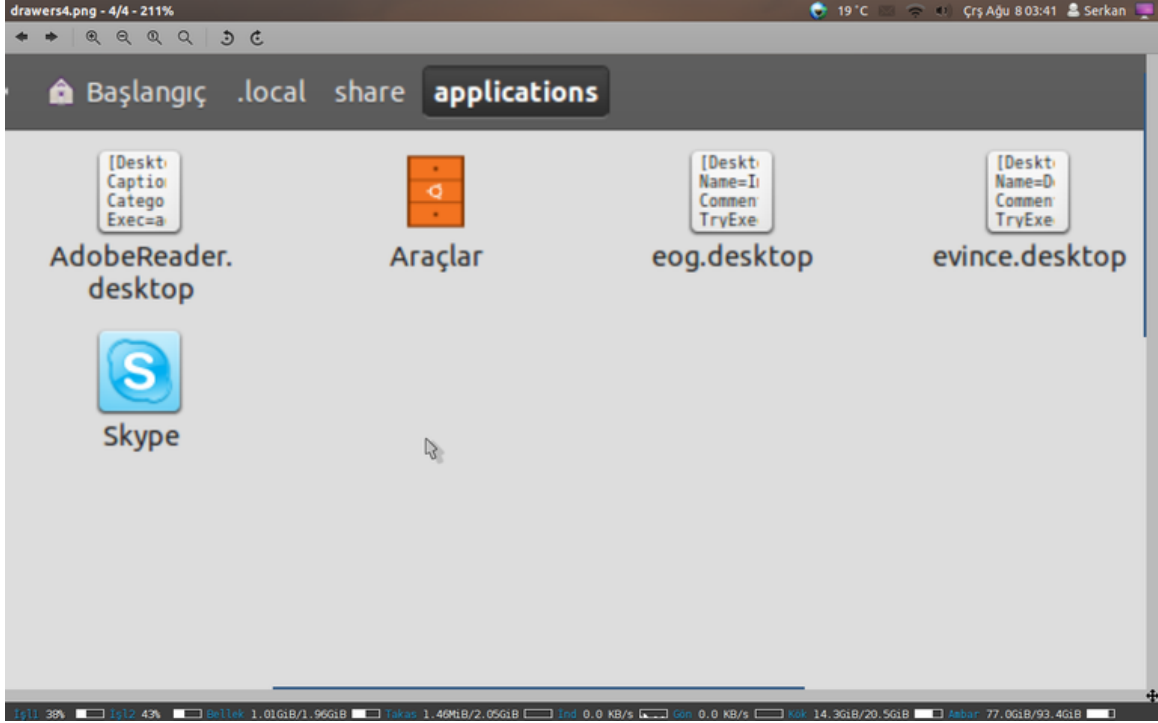 drawers4.png - 4/4 - 211%
19 °C
Çrş Ağu 8 03:41
Serkan
Başlangıç .local share applications
[Deskt
Captio
Catego
Exec=a
AdobeReader.
desktop
Araçlar
[Deskt
Name=I
Commen
TryExe
eog.desktop
[Deskt
Name=D
Commen
TryExe
evince.desktop
S
Skype
İşl1 38% İşl2 43% Bellek 1.01GiB/1.96GiB Takas 1.46MiB/2.05GiB İnd 0.0 KB/s Gön 0.0 KB/s Kök 14.3GiB/20.5GiB Ambar 77.0GiB/93.4GiB